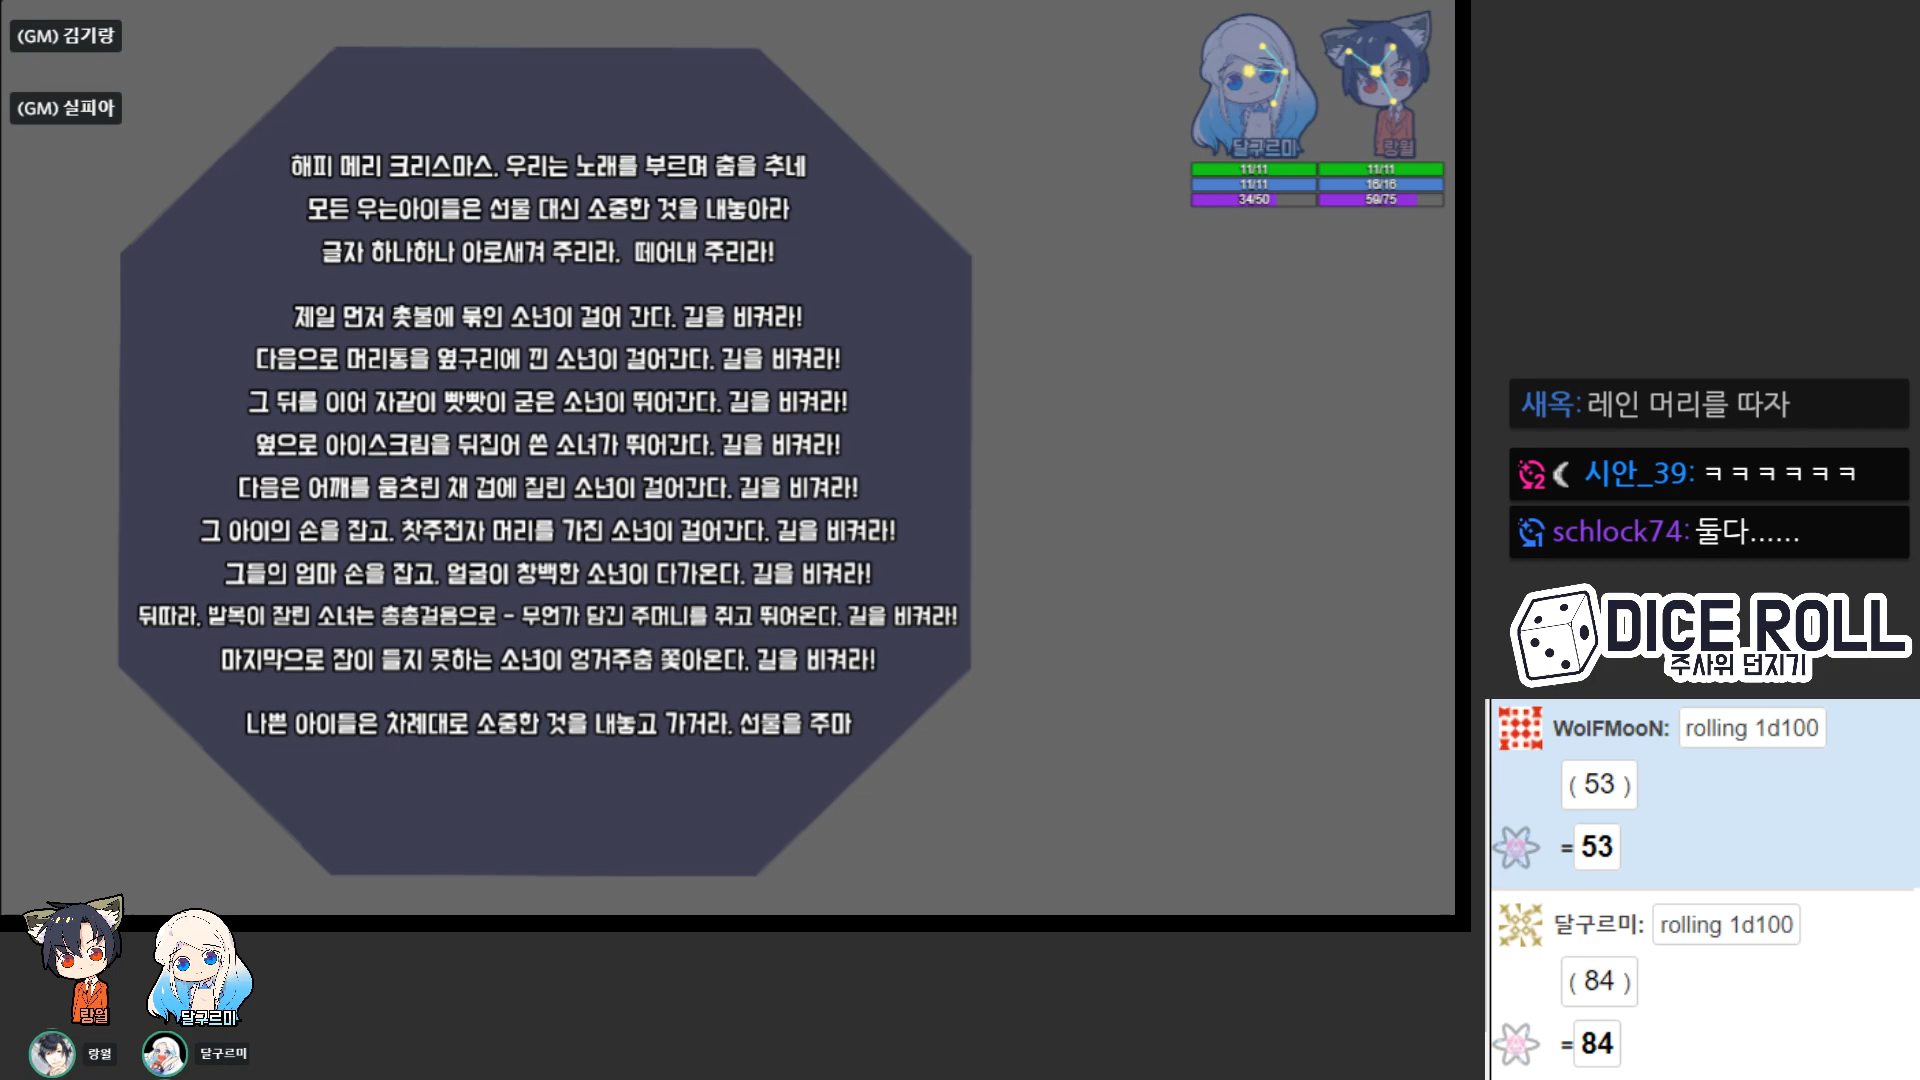 (GM) 김기랑
(GM) 실피아
해피 메리 크리스마스. 우리는 노래를 부르며 춤을 추네
모든 우는아이들은 선물 대신 소중한 것을 내놓아라
글자 하나하나 아로새겨 주리라. 떼어내 주리라!
제일 먼저 촛불에 묶인 소년이 걸어 간다. 길을 비켜라!
다음으로 머리통을 옆구리에 낀 소년이 걸어간다. 길을 비켜라!
그 뒤를 이어 자같이 빳빳이 굳은 소년이 뛰어간다. 길을 비켜라!
옆으로 아이스크림을 뒤집어 쓴 소녀가 뛰어간다. 길을 비켜라!
다음은 어깨를 움츠린 채 겁에 질린 소년이 걸어간다. 길을 비겨라!
그 아이의 손을 잡고. 찻주전자 머리를 가진 소년이 걸어간다. 길을 비켜라!
그들의 엄마 손을 잡고. 얼굴이 창백한 소년이 다가온다. 길을 비켜라!
뒤따라, 발목이 잘린 소녀는 총총걸음으로 - 무언가 담긴 주머니를 쥐고 뛰어온다. 길을 비켜라!
마지막으로 잠이 들지 못하는 소년이 엉거주춤 쫓아온다. 길을 비켜라!
나쁜 아이들은 차례대로 소중한 것을 내놓고 가거라. 선물을 주마
달구르미
랑월
11/11
11/11
11/11
16/16
34/50
59/75
새옥: 레인 머리를 따자
시안_39: ㅋㅋㅋㅋㅋㅋ
schlock74: 둘다......
DICE ROLL
주사위 던지기
WolFMooN: rolling 1d100
( 53 )
= 53
달구르미: rolling 1d100
( 84 )
= 84
랑월
달구르미
랑월
달구르미